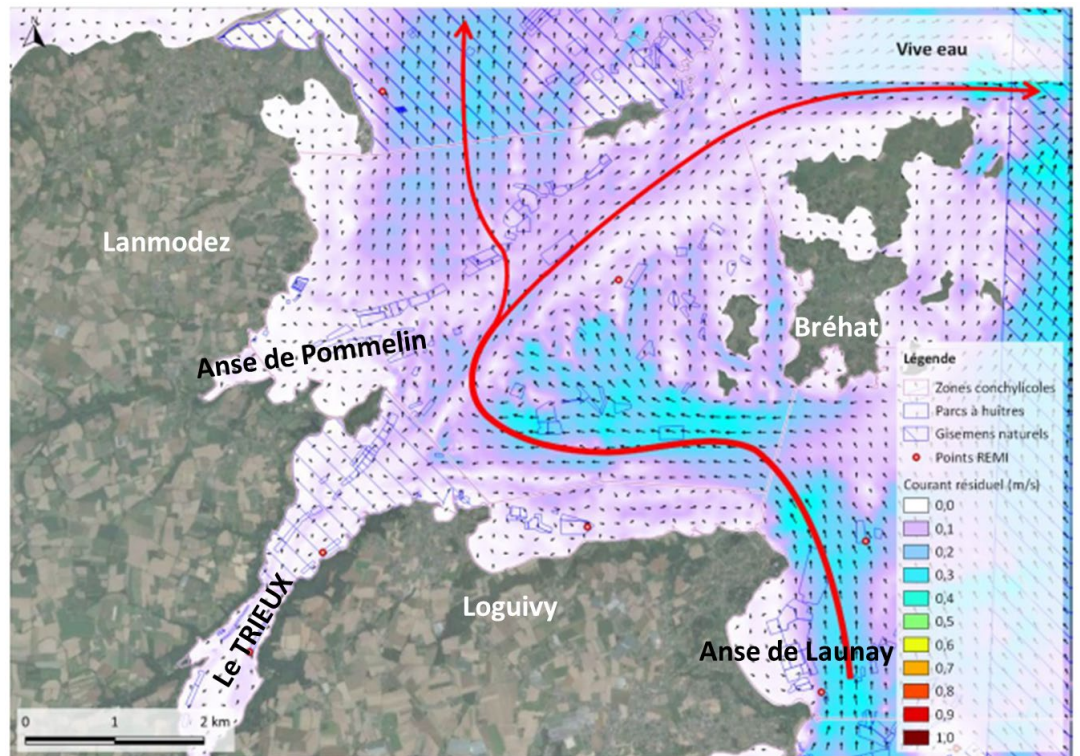 N
Vive eau
Lanmodez
Anse de Pommelin
Bréhat
Légende
Zones conchylicoles
Parcs à huîtres
Gisemens naturels
Points REMI
Courant résiduel (m/s)
0,0
0,1
0,2
0,3
0,4
0,5
0,6
0,7
0,8
0,9
1,0
Loguivy
Le TRIEUX
Anse de Launay
0 1 2 km